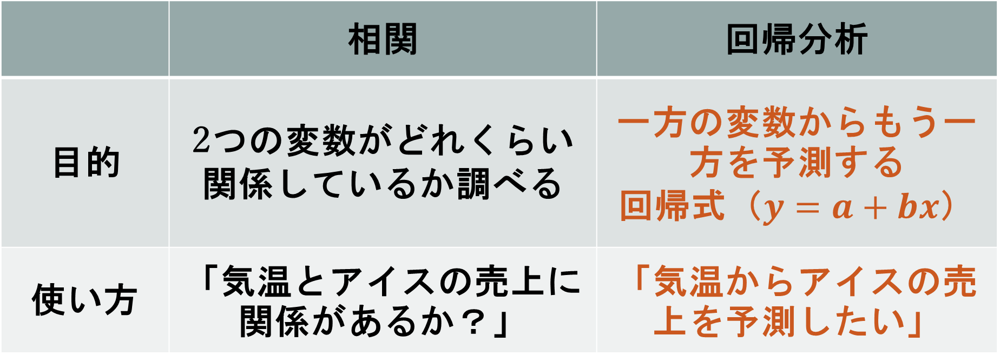 相関
回帰分析
目的
2つの変数がどれくらい
関係しているか調べる
一方の変数からもう一
方を予測する
回帰式（y = a + bx）
使い方
「気温とアイスの売上に
関係があるか？」
「気温からアイスの売
上を予測したい」